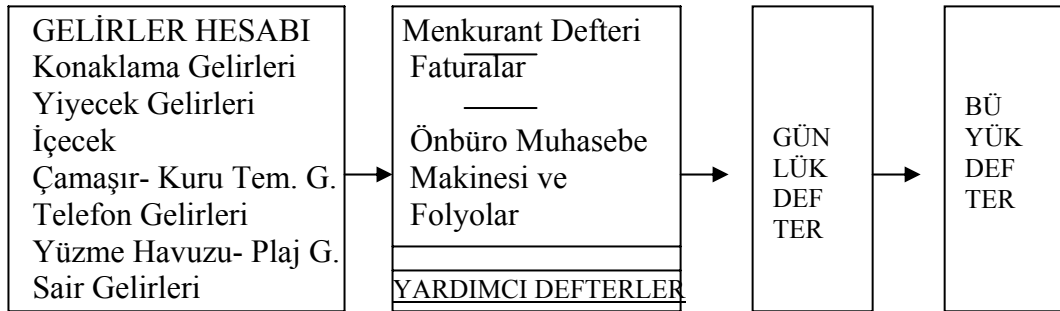 GELİRLER HESABI
Konaklama Gelirleri
Yiyecek Gelirleri
İçecek
Çamaşır- Kuru Tem. G.
Telefon Gelirleri
Yüzme Havuzu- Plaj G.
Sair Gelirleri
Menkurant Defteri
Faturalar
Önbüro Muhasebe
Makinesi ve
Folyolar
YARDIMCI DEFTERLER
GÜN
LÜK
DEF
TER
BÜ
YÜK
DEF
TER